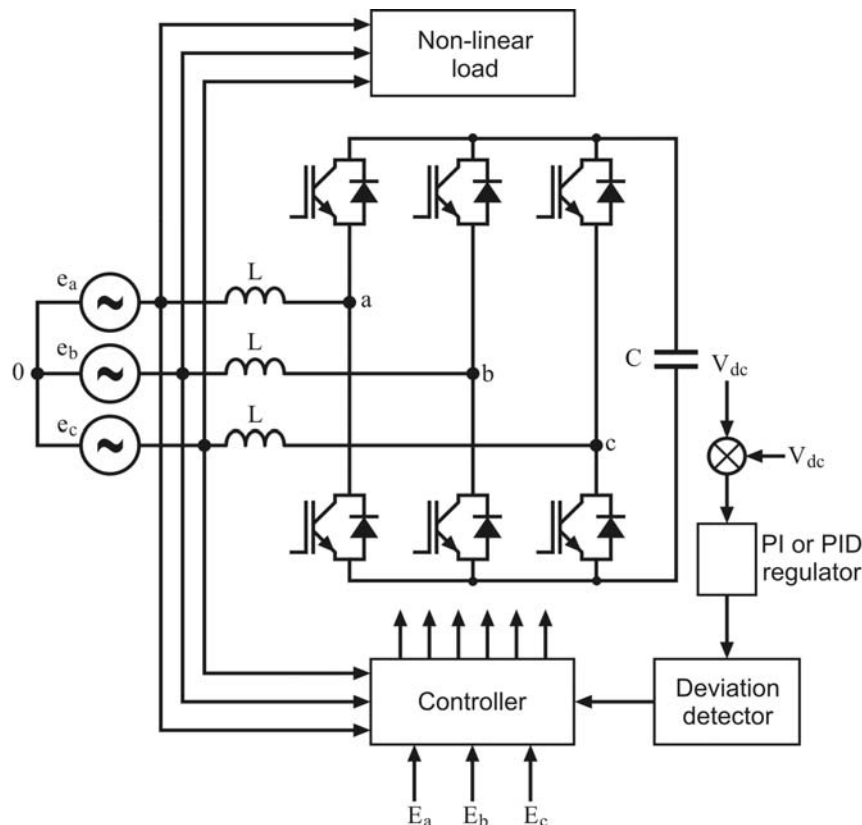 Non-linear
load
e_a
L
a
0
e_b
L
b
C
V_dc
e_c
L
c
V_dc
PI or PID
regulator
Controller
Deviation
detector
E_a
E_b
E_c